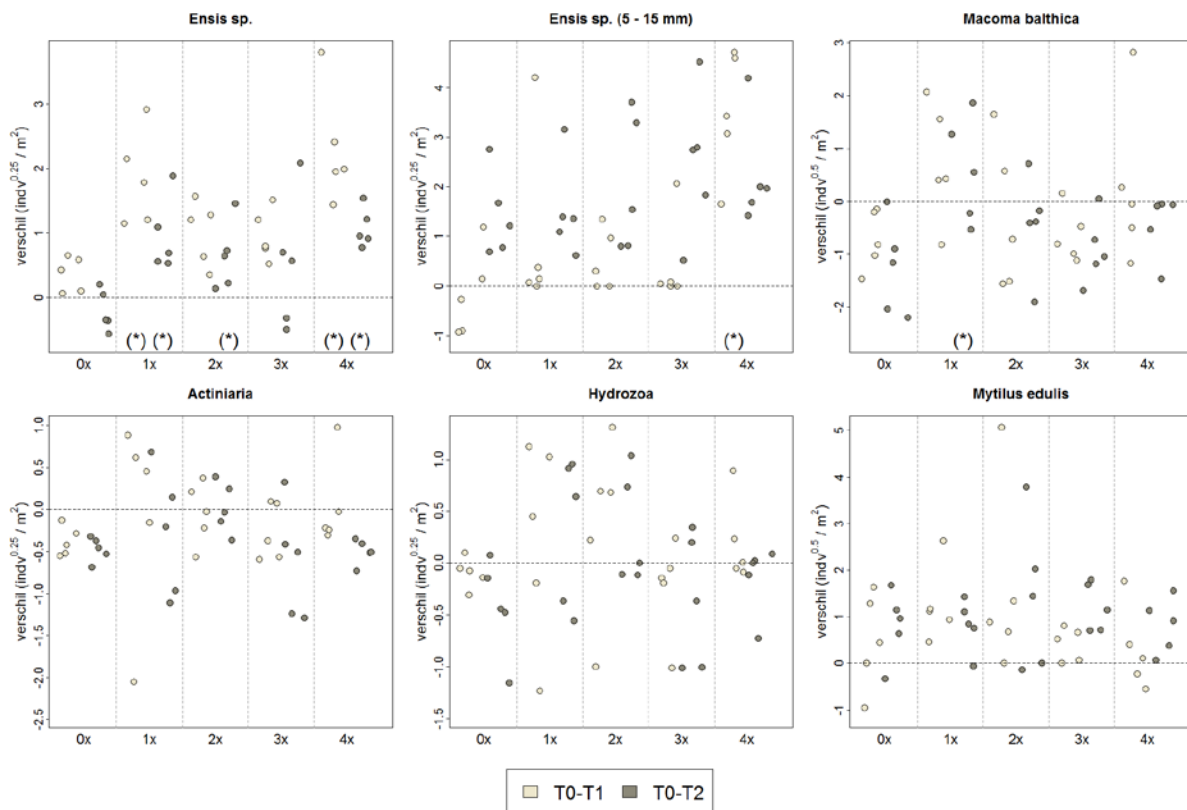 Ensis sp.
verschil (indv^0.25 / m^2)
3
2
1
0
(*) (*) (*) (*) (*)
0x 1x 2x 3x 4x
Ensis sp. (5 - 15 mm)
verschil (indv^0.25 / m^2)
4
3
2
1
0
-1
(*)
0x 1x 2x 3x 4x
Macoma balthica
verschil (indv^0.5 / m^2)
3
2
1
0
-1
-2
(*)
0x 1x 2x 3x 4x
Actiniaria
verschil (indv^0.25 / m^2)
1.0
0.5
0.0
-0.5
-1.0
-1.5
-2.0
-2.5
0x 1x 2x 3x 4x
Hydrozoa
verschil (indv^0.25 / m^2)
1.0
0.5
0.0
-0.5
-1.0
-1.5
0x 1x 2x 3x 4x
Mytilus edulis
verschil (indv^0.5 / m^2)
5
4
3
2
1
0
-1
0x 1x 2x 3x 4x
T0-T1 T0-T2